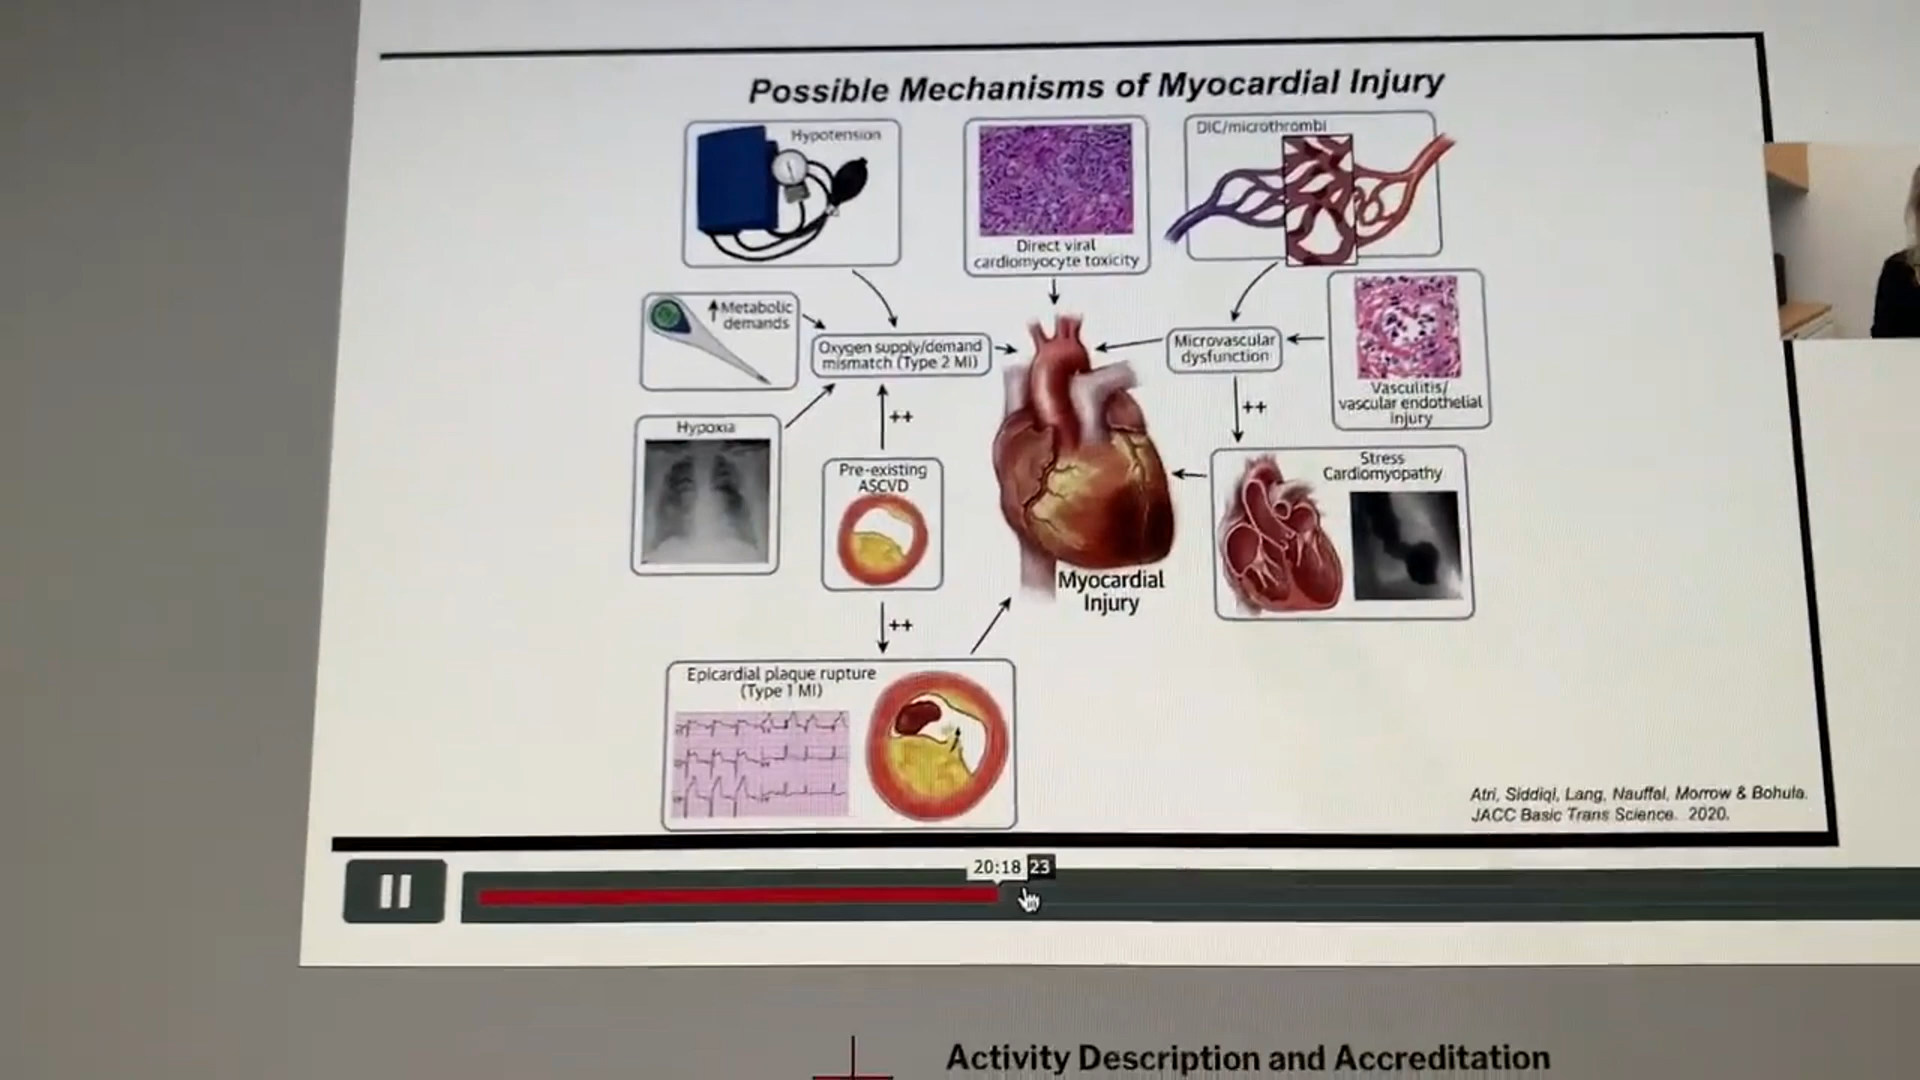 Possible Mechanisms of Myocardial Injury
Hypotension
Direct viral
cardiomyocyte toxicity
DIC/microthrombi
Metabolic
demands
Oxygen supply/demand
mismatch (Type 2 MI)
Microvascular
dysfunction
Vasculitis/
vascular endothelial
injury
++
++
Hypoxia
Pre-existing
ASCVD
Stress
Cardiomyopathy
Myocardial
Injury
++
Epicardial plaque rupture
(Type 1 MI)
Atri, Siddiqi, Lang, Nauffal, Morrow & Bohula.
JACC Basic Trans Science. 2020.
20:18 23
Activity Description and Accreditation